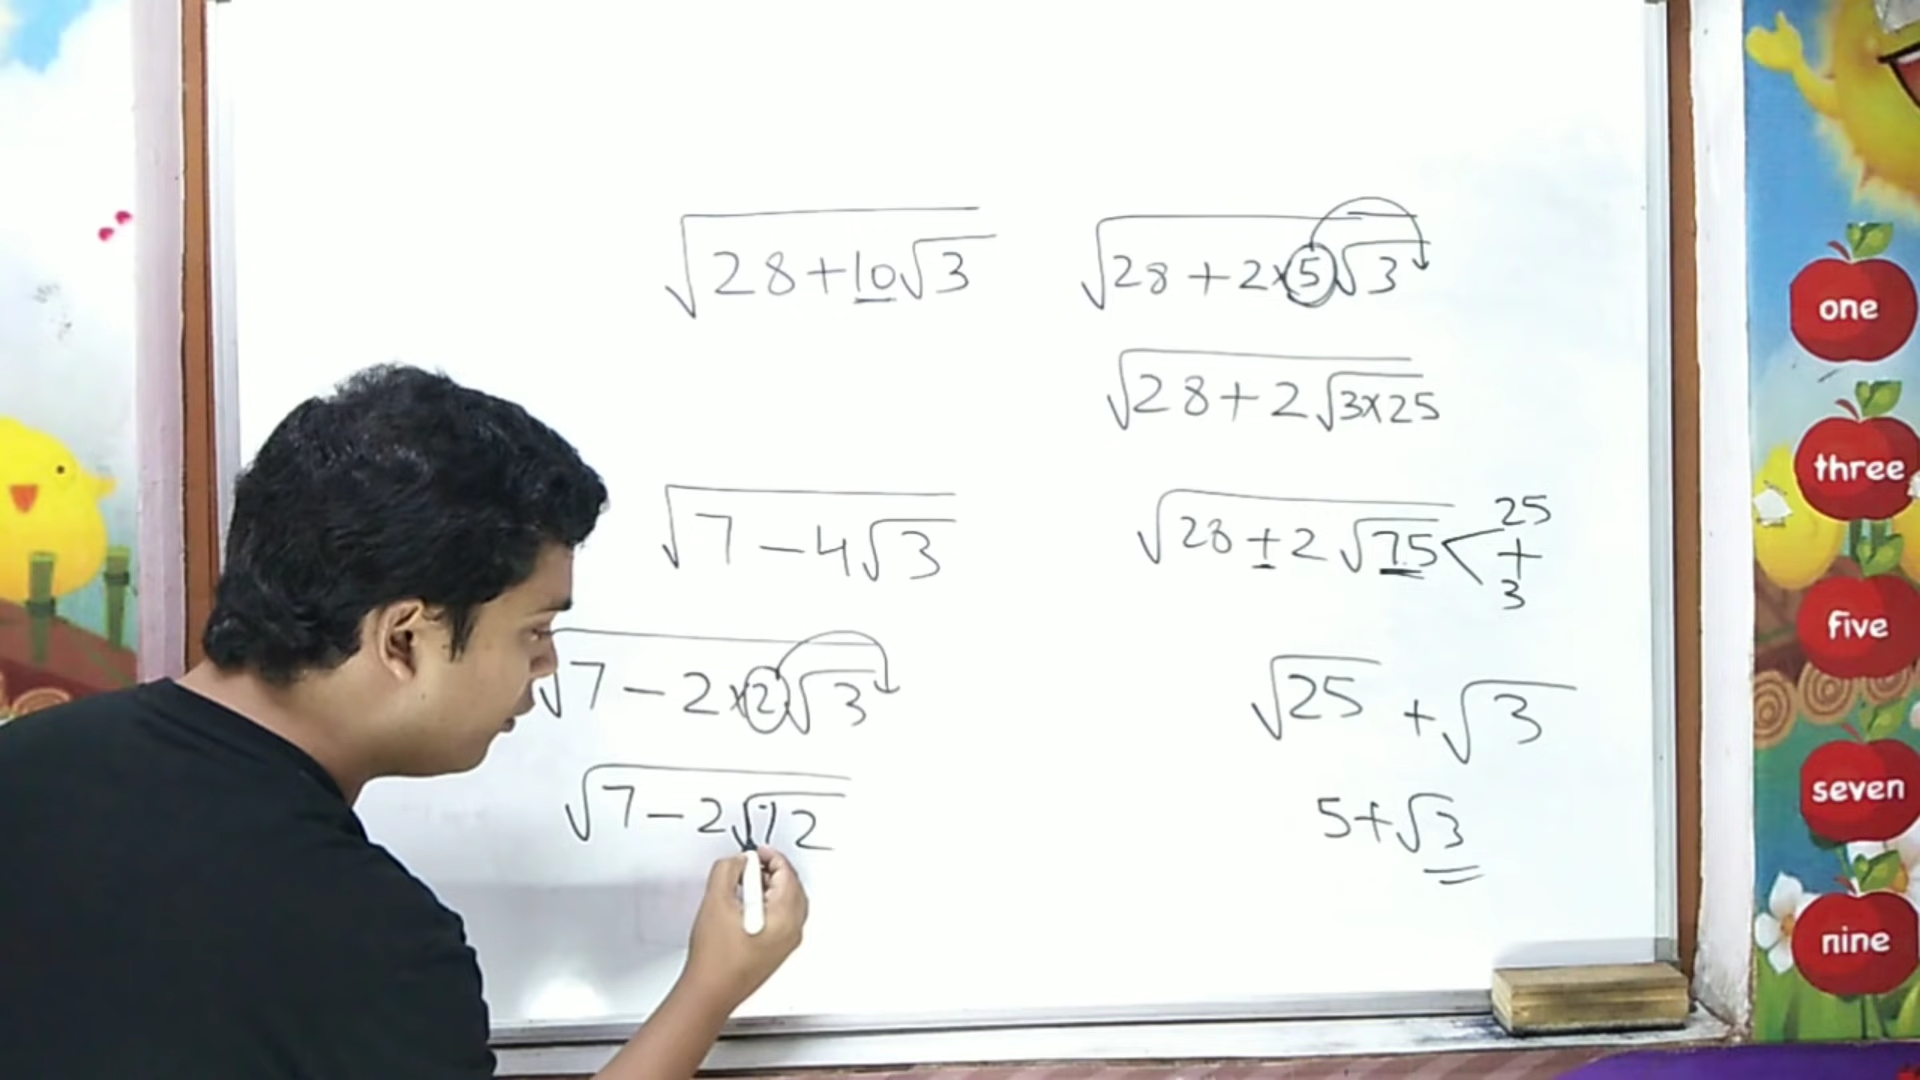 √(28+10√3)
√(28+2×5√3)
√(28+2√(3×25))
√(7-4√3)
√(28+2√75) < 25 + 3
√(7-2×2√3)
√25 + √3
√(7-2√12)
5+√3
one
three
five
seven
nine